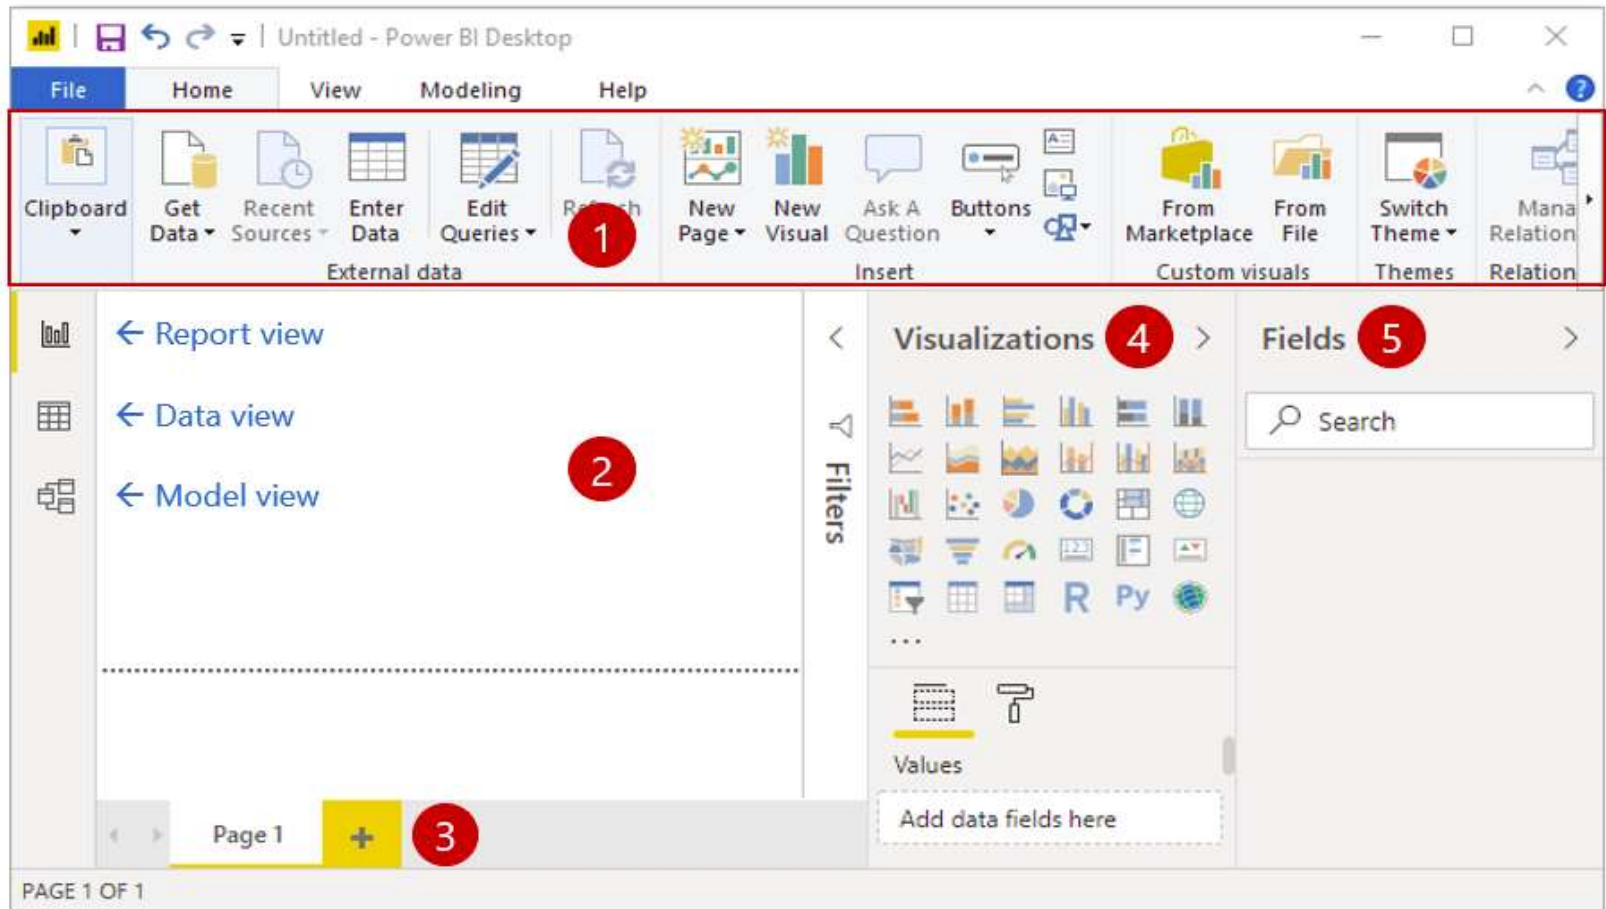 Untitled - Power BI Desktop
File Home View Modeling Help
Clipboard
Get Data
Recent Sources
Enter Data
Edit Queries
1
New Page
New Visual
Ask A Question
Buttons
From Marketplace
From File
Switch Theme
Mana
Relation
External data
Insert
Custom visuals
Themes
Relation
← Report view
← Data view
← Model view
2
Filters
Visualizations 4
123
R Py
...
Values
Add data fields here
Fields 5
Search
Page 1 + 3
PAGE 1 OF 1